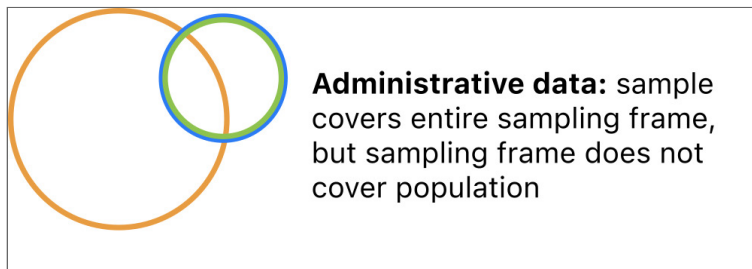 Administrative data: sample
covers entire sampling frame,
but sampling frame does not
cover population